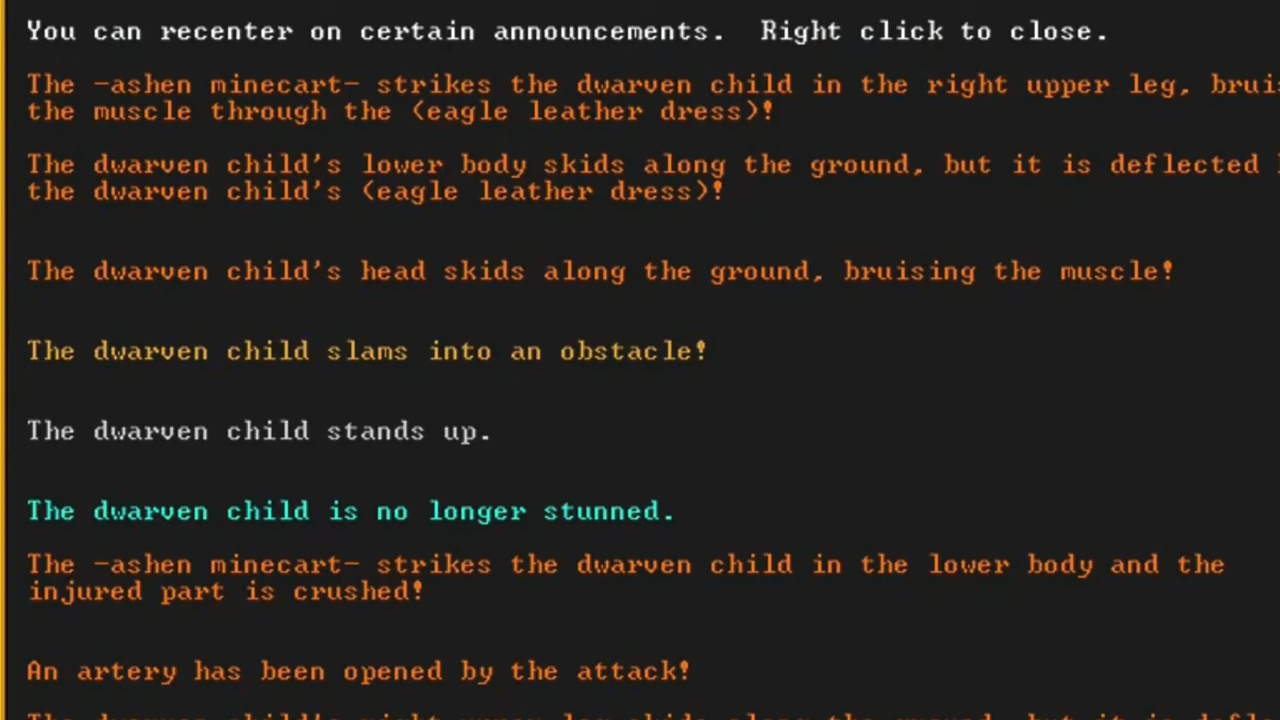 You can recenter on certain announcements.  Right click to close.
The -ashen minecart- strikes the dwarven child in the right upper leg,
the muscle through the (eagle leather dress)!
The dwarven child's lower body skids along the ground, but it is deflected
the dwarven child's (eagle leather dress)!
The dwarven child's head skids along the ground, bruising the muscle!
The dwarven child slams into an obstacle!
The dwarven child stands up.
The dwarven child is no longer stunned.
The -ashen minecart- strikes the dwarven child in the lower body and the
injured part is crushed!
An artery has been opened by the attack!